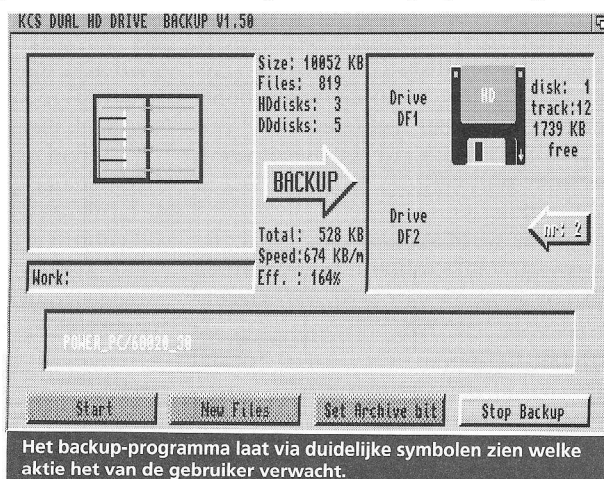 KCS DUAL HD DRIVE BACKUP V1.50
Size: 10052 KB
Files: 819
HDdisks: 3
DDdisks: 5
BACKUP
Total: 528 KB
Speed:674 KB/m
Eff. : 164%
Work:
Drive
DF1
HD
disk: 1
track:12
1739 KB
free
Drive
DF2
nr: 2
POWER_PC/68020_30
Start
New Files
Set Archive bit
Stop Backup
Het backup-programma laat via duidelijke symbolen zien welke
aktie het van de gebruiker verwacht.